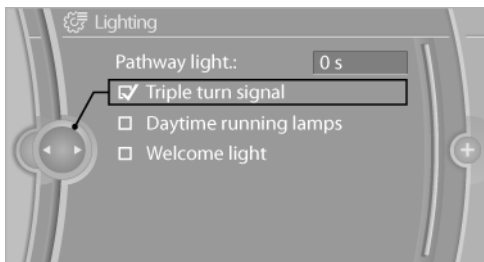 Lighting
Pathway light.: 0 s
Triple turn signal
Daytime running lamps
Welcome light